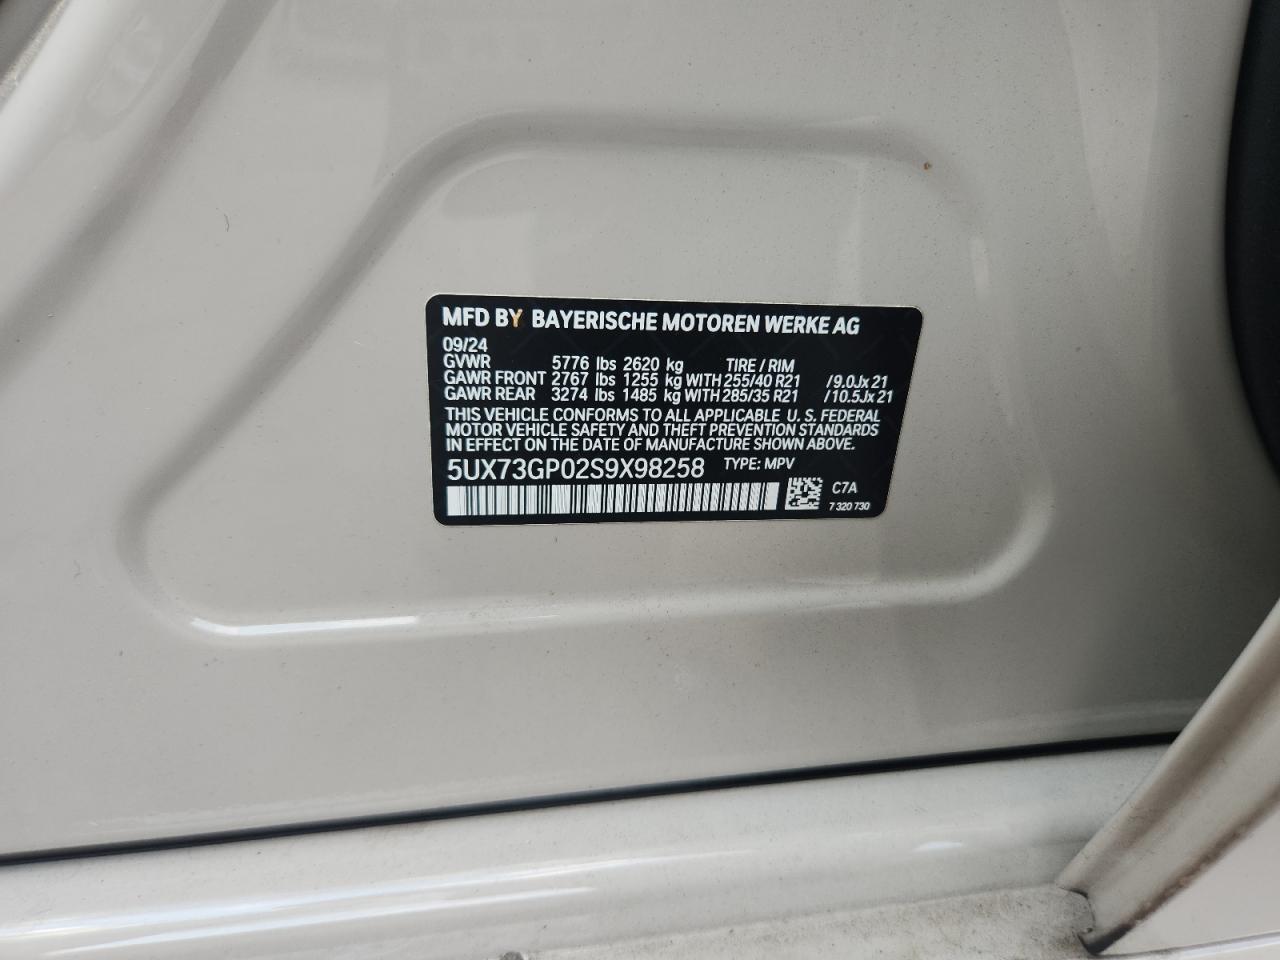 MFD BY BAYERISCHE MOTOREN WERKE AG
09/24
GVWR 5776 lbs 2620 kg TIRE / RIM
GAWR FRONT 2767 lbs 1255 kg WITH 255/40 R21 /9.0Jx21
GAWR REAR 3274 lbs 1485 kg WITH 285/35 R21 /10.5Jx21
THIS VEHICLE CONFORMS TO ALL APPLICABLE U. S. FEDERAL
MOTOR VEHICLE SAFETY AND THEFT PREVENTION STANDARDS
IN EFFECT ON THE DATE OF MANUFACTURE SHOWN ABOVE.
5UX73GP02S9X98258 TYPE: MPV
C7A
7 320 730